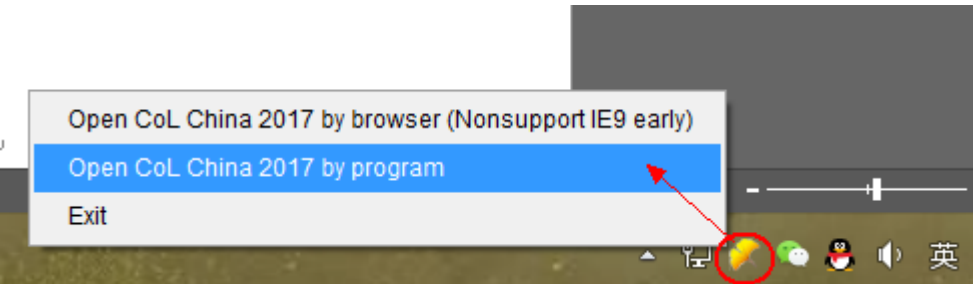 Open CoL China 2017 by browser (Nonsupport IE9 early)
Open CoL China 2017 by program
Exit
英